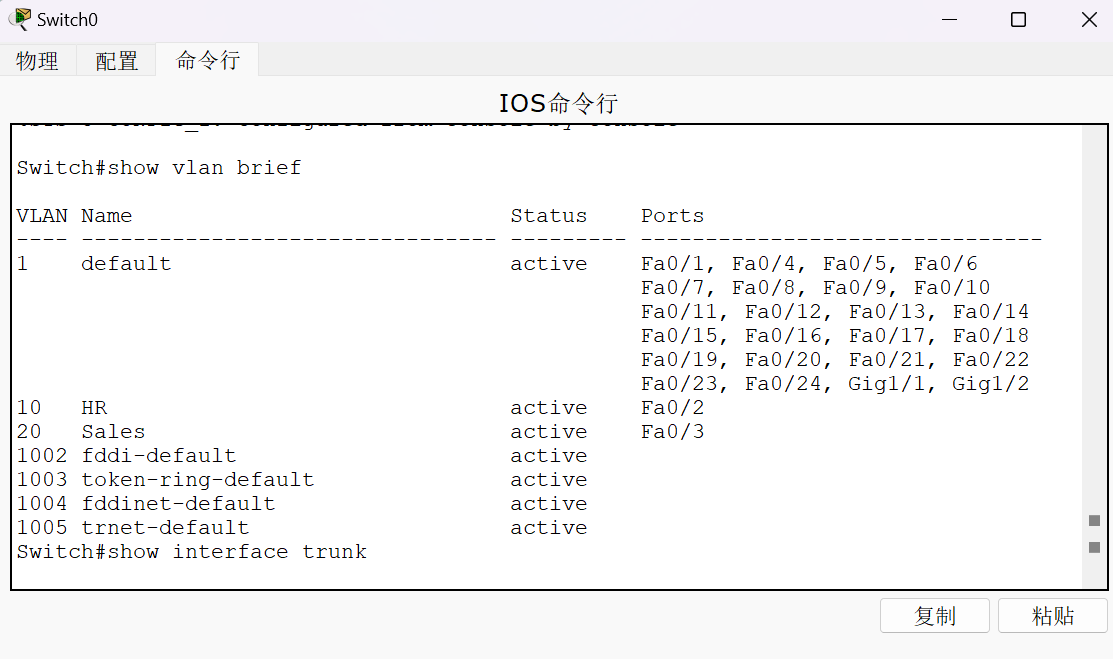 Switch0
物理 配置 命令行
IOS命令行
Switch#show vlan brief
VLAN Name Status Ports
---- -------------------------------- --------- -------------------------------
1 default active Fa0/1, Fa0/4, Fa0/5, Fa0/6
Fa0/7, Fa0/8, Fa0/9, Fa0/10
Fa0/11, Fa0/12, Fa0/13, Fa0/14
Fa0/15, Fa0/16, Fa0/17, Fa0/18
Fa0/19, Fa0/20, Fa0/21, Fa0/22
Fa0/23, Fa0/24, Gig1/1, Gig1/2
10 HR active Fa0/2
20 Sales active Fa0/3
1002 fddi-default active
1003 token-ring-default active
1004 fddinet-default active
1005 trnet-default active
Switch#show interface trunk
复制 粘贴